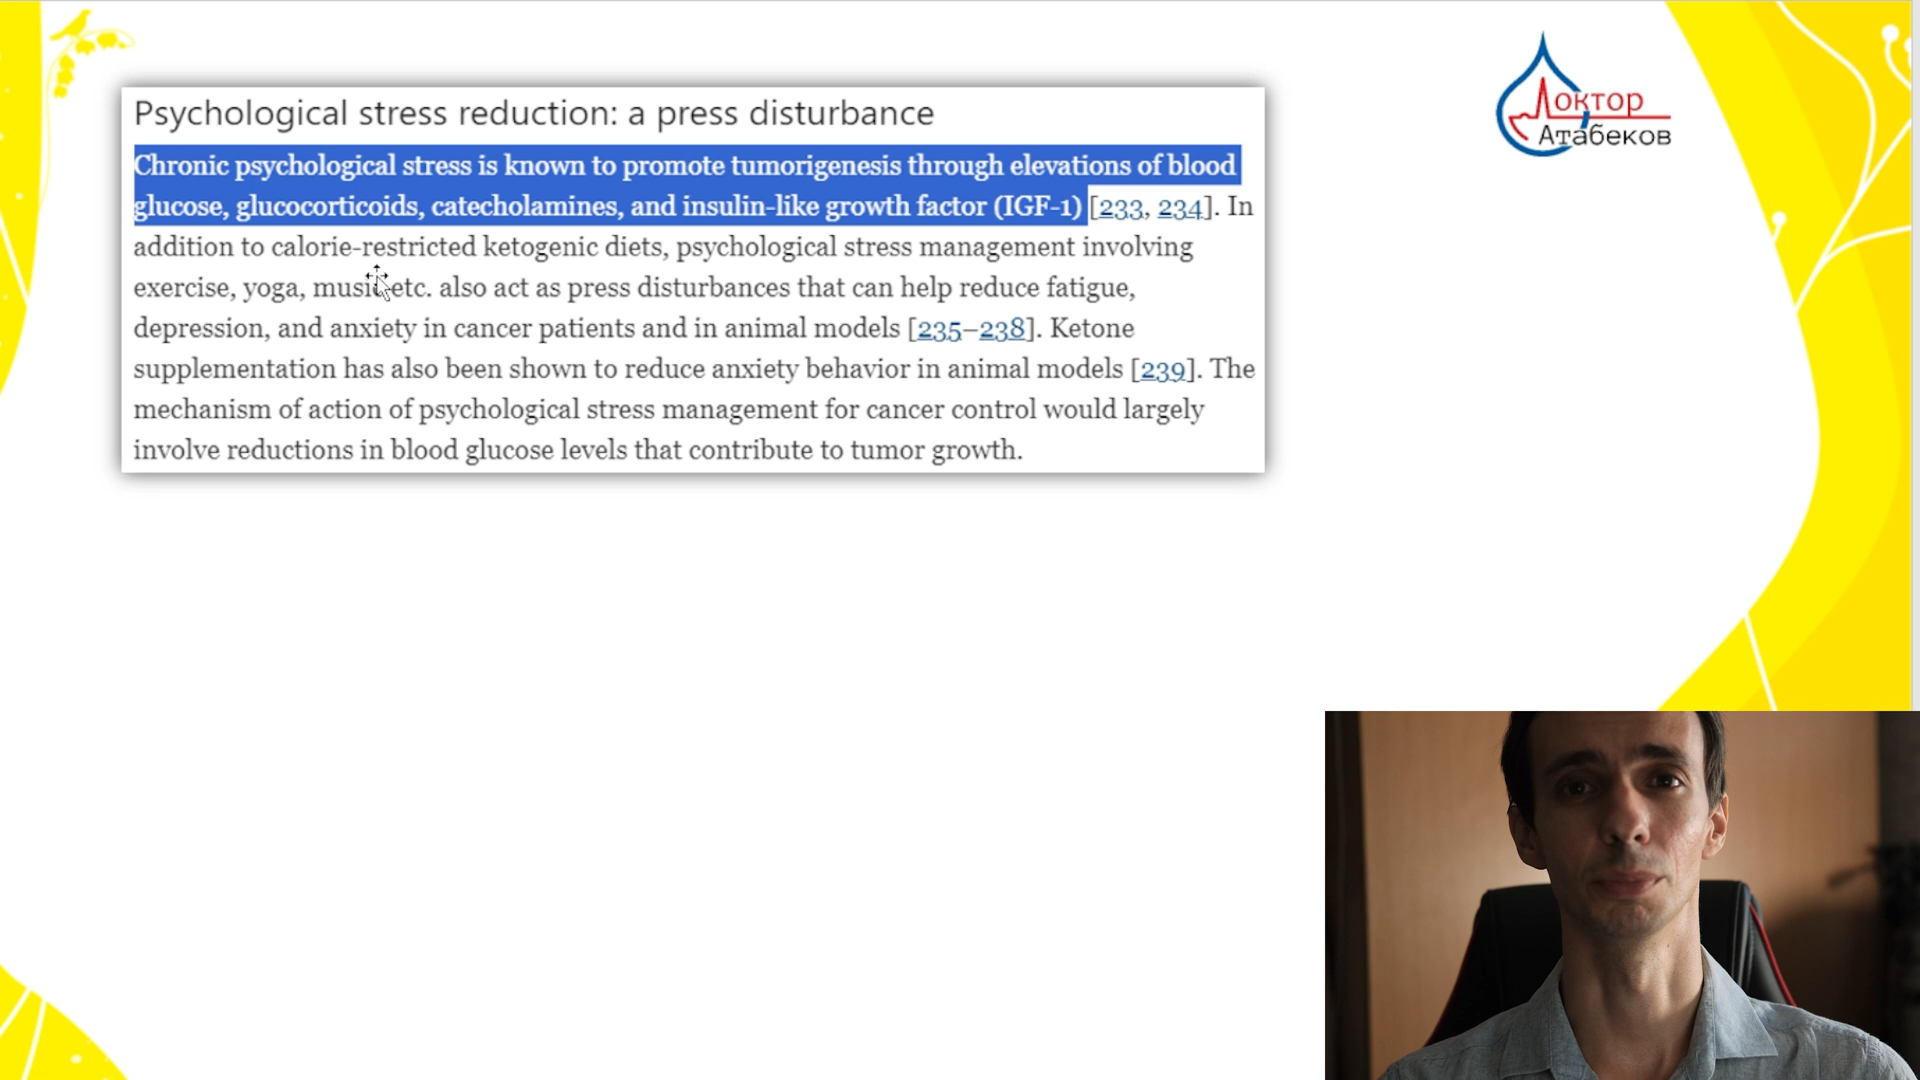 Psychological stress reduction: a press disturbance
Chronic psychological stress is known to promote tumorigenesis through elevations of blood
glucose, glucocorticoids, catecholamines, and insulin-like growth factor (IGF-1) [233, 234]. In
addition to calorie-restricted ketogenic diets, psychological stress management involving
exercise, yoga, music etc. also act as press disturbances that can help reduce fatigue,
depression, and anxiety in cancer patients and in animal models [235–238]. Ketone
supplementation has also been shown to reduce anxiety behavior in animal models [239]. The
mechanism of action of psychological stress management for cancer control would largely
involve reductions in blood glucose levels that contribute to tumor growth.
Доктор
Атабеков